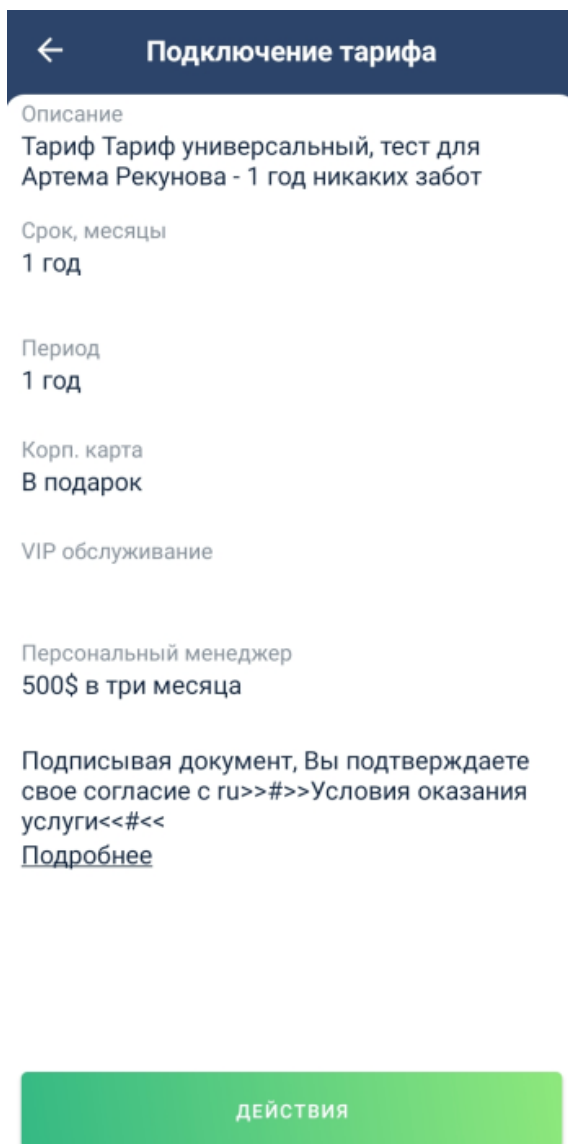 Подключение тарифа
Описание
Тариф Тариф универсальный, тест для
Артема Рекунова - 1 год никаких забот
Срок, месяцы
1 год
Период
1 год
Корп. карта
В подарок
VIP обслуживание
Персональный менеджер
500$ в три месяца
Подписывая документ, Вы подтверждаете
свое согласие с ru>>#>>Условия оказания
услуги<<#<<
Подробнее
ДЕЙСТВИЯ